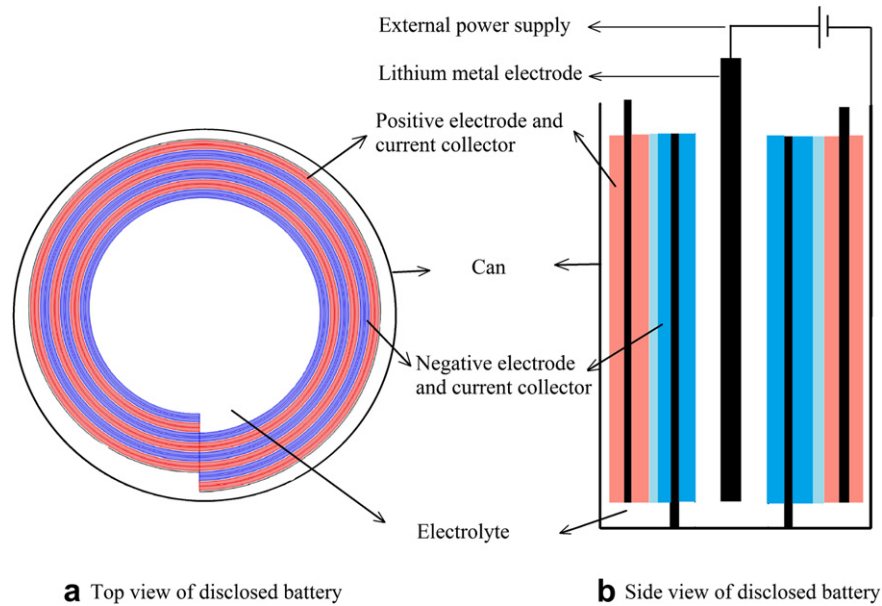 External power supply
Lithium metal electrode
Positive electrode and
current collector
Can
Negative electrode
and current collector
Electrolyte
a Top view of disclosed battery
b Side view of disclosed battery